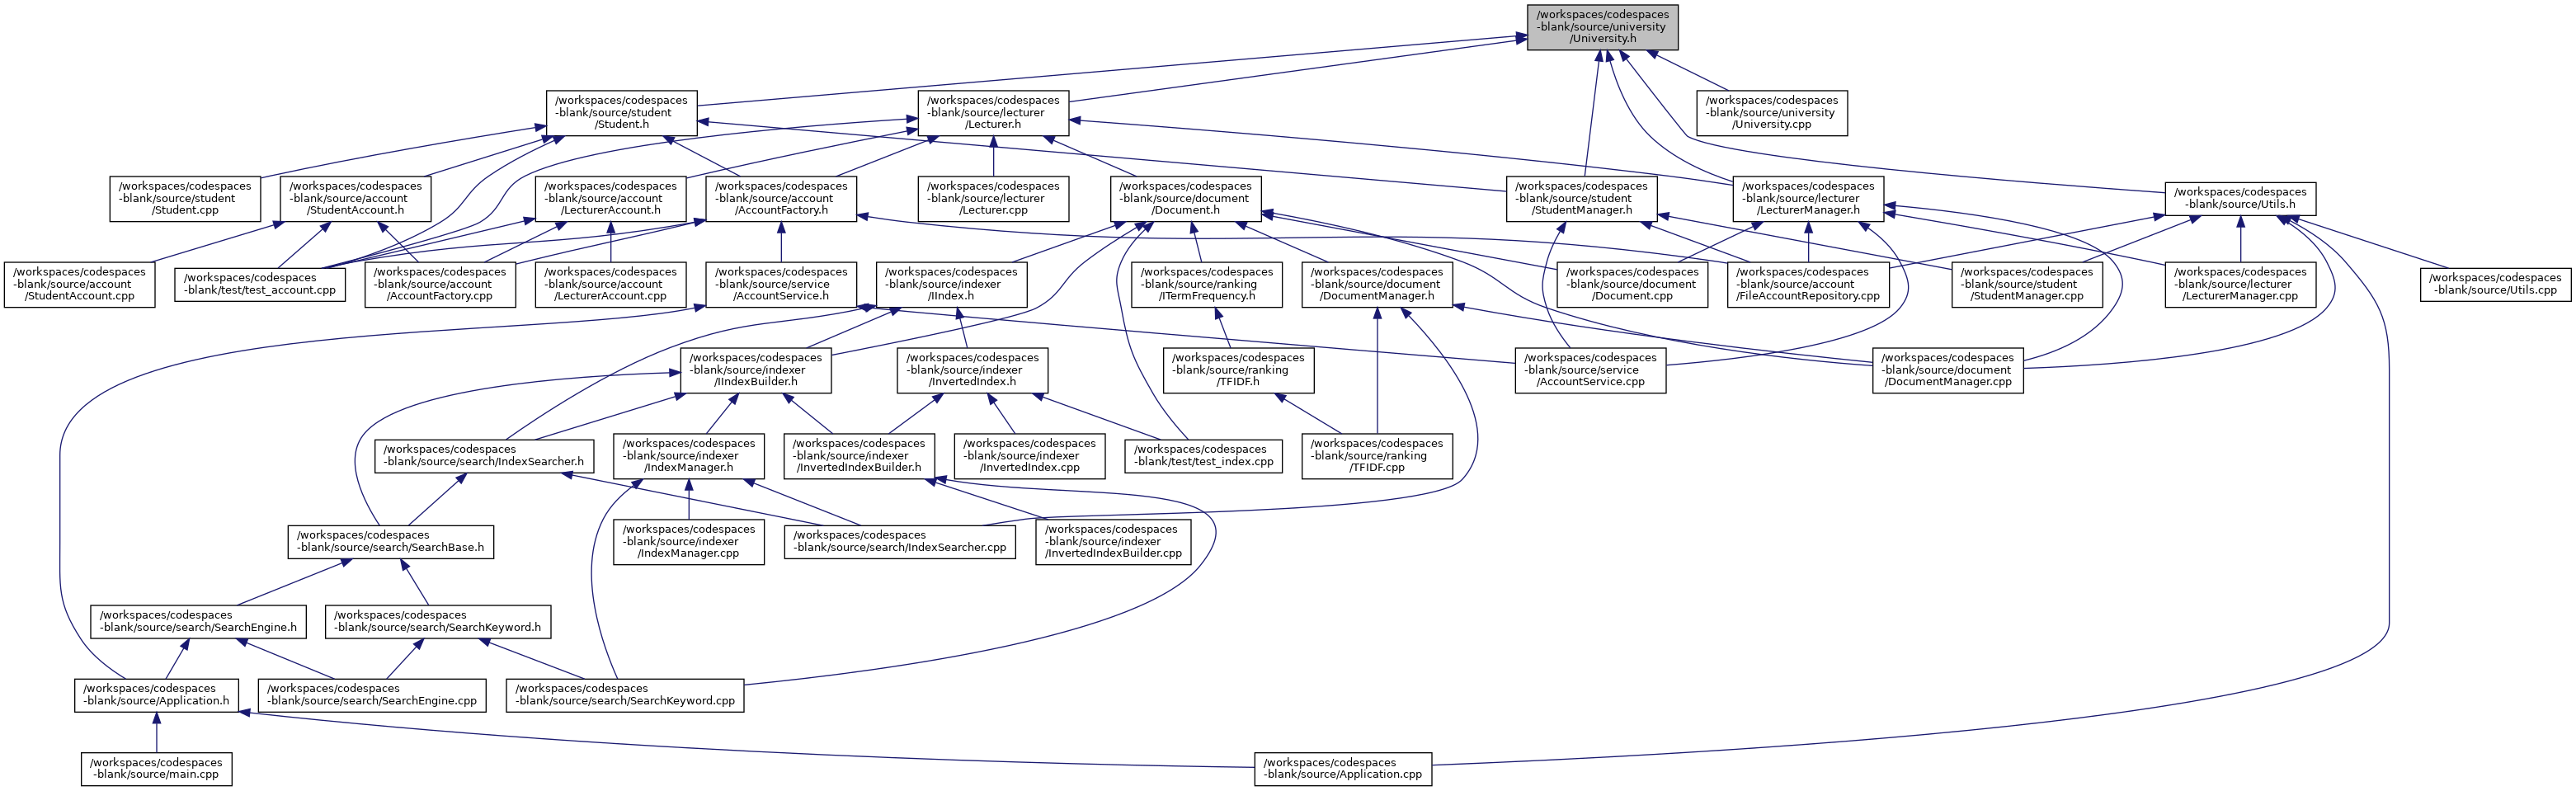 /workspaces/codespaces
-blank/source/university
/University.h
/workspaces/codespaces
-blank/source/student
/Student.h
/workspaces/codespaces
-blank/source/lecturer
/Lecturer.h
/workspaces/codespaces
-blank/source/university
/University.cpp
/workspaces/codespaces
-blank/source/student
/Student.cpp
/workspaces/codespaces
-blank/source/account
/StudentAccount.h
/workspaces/codespaces
-blank/source/account
/LecturerAccount.h
/workspaces/codespaces
-blank/source/account
/AccountFactory.h
/workspaces/codespaces
-blank/source/lecturer
/Lecturer.cpp
/workspaces/codespaces
-blank/source/document
/Document.h
/workspaces/codespaces
-blank/source/student
/StudentManager.h
/workspaces/codespaces
-blank/source/lecturer
/LecturerManager.h
/workspaces/codespaces
-blank/source/Utils.h
/workspaces/codespaces
-blank/source/account
/StudentAccount.cpp
/workspaces/codespaces
-blank/test/test_account.cpp
/workspaces/codespaces
-blank/source/account
/AccountFactory.cpp
/workspaces/codespaces
-blank/source/account
/LecturerAccount.cpp
/workspaces/codespaces
-blank/source/service
/AccountService.h
/workspaces/codespaces
-blank/source/indexer
/IIndex.h
/workspaces/codespaces
-blank/source/ranking
/ITermFrequency.h
/workspaces/codespaces
-blank/source/document
/DocumentManager.h
/workspaces/codespaces
-blank/source/document
/Document.cpp
/workspaces/codespaces
-blank/source/account
/FileAccountRepository.cpp
/workspaces/codespaces
-blank/source/student
/StudentManager.cpp
/workspaces/codespaces
-blank/source/lecturer
/LecturerManager.cpp
/workspaces/codespaces
-blank/source/Utils.cpp
/workspaces/codespaces
-blank/source/indexer
/IIndexBuilder.h
/workspaces/codespaces
-blank/source/indexer
/InvertedIndex.h
/workspaces/codespaces
-blank/source/ranking
/TFIDF.h
/workspaces/codespaces
-blank/source/service
/AccountService.cpp
/workspaces/codespaces
-blank/source/document
/DocumentManager.cpp
/workspaces/codespaces
-blank/source/search/IndexSearcher.h
/workspaces/codespaces
-blank/source/indexer
/IndexManager.h
/workspaces/codespaces
-blank/source/indexer
/InvertedIndexBuilder.h
/workspaces/codespaces
-blank/source/indexer
/InvertedIndex.cpp
/workspaces/codespaces
-blank/test/test_index.cpp
/workspaces/codespaces
-blank/source/ranking
/TFIDF.cpp
/workspaces/codespaces
-blank/source/search/SearchBase.h
/workspaces/codespaces
-blank/source/indexer
/IndexManager.cpp
/workspaces/codespaces
-blank/source/search/IndexSearcher.cpp
/workspaces/codespaces
-blank/source/indexer
/InvertedIndexBuilder.cpp
/workspaces/codespaces
-blank/source/search/SearchEngine.h
/workspaces/codespaces
-blank/source/search/SearchKeyword.h
/workspaces/codespaces
-blank/source/Application.h
/workspaces/codespaces
-blank/source/search/SearchEngine.cpp
/workspaces/codespaces
-blank/source/search/SearchKeyword.cpp
/workspaces/codespaces
-blank/source/main.cpp
/workspaces/codespaces
-blank/source/Application.cpp